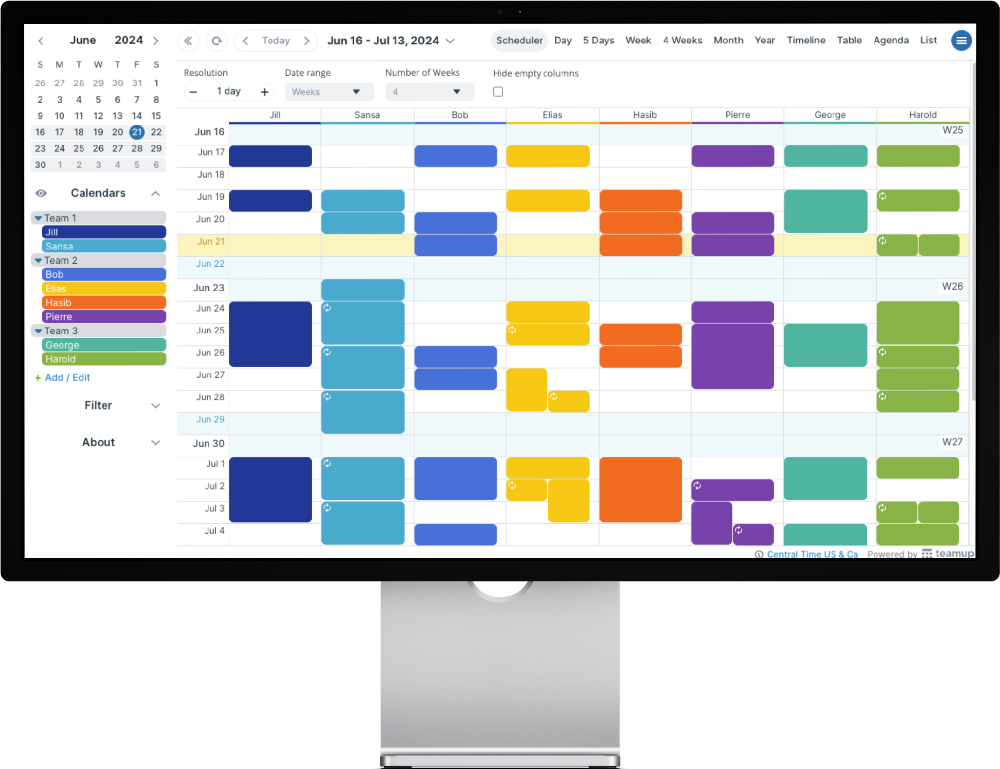 June 2024
S M T W T F S
26 27 28 29 30 31 1
2 3 4 5 6 7 8
9 10 11 12 13 14 15
16 17 18 19 20 21 22
23 24 25 26 27 28 29
30 1 2 3 4 5 6
Calendars
Team 1
Jill
Sansa
Team 2
Bob
Elias
Hasib
Pierre
Team 3
George
Harold
+ Add / Edit
Filter
About
Today
Jun 16 - Jul 13, 2024
Scheduler Day 5 Days Week 4 Weeks Month Year Timeline Table Agenda List
Resolution Date range Number of Weeks Hide empty columns
− 1 day + Weeks 4
Jill Sansa Bob Elias Hasib Pierre George Harold
Jun 16 W25
Jun 17
Jun 18
Jun 19
Jun 20
Jun 21
Jun 22
Jun 23 W26
Jun 24
Jun 25
Jun 26
Jun 27
Jun 28
Jun 29
Jun 30 W27
Jul 1
Jul 2
Jul 3
Jul 4
Central Time US & Ca Powered by teamup